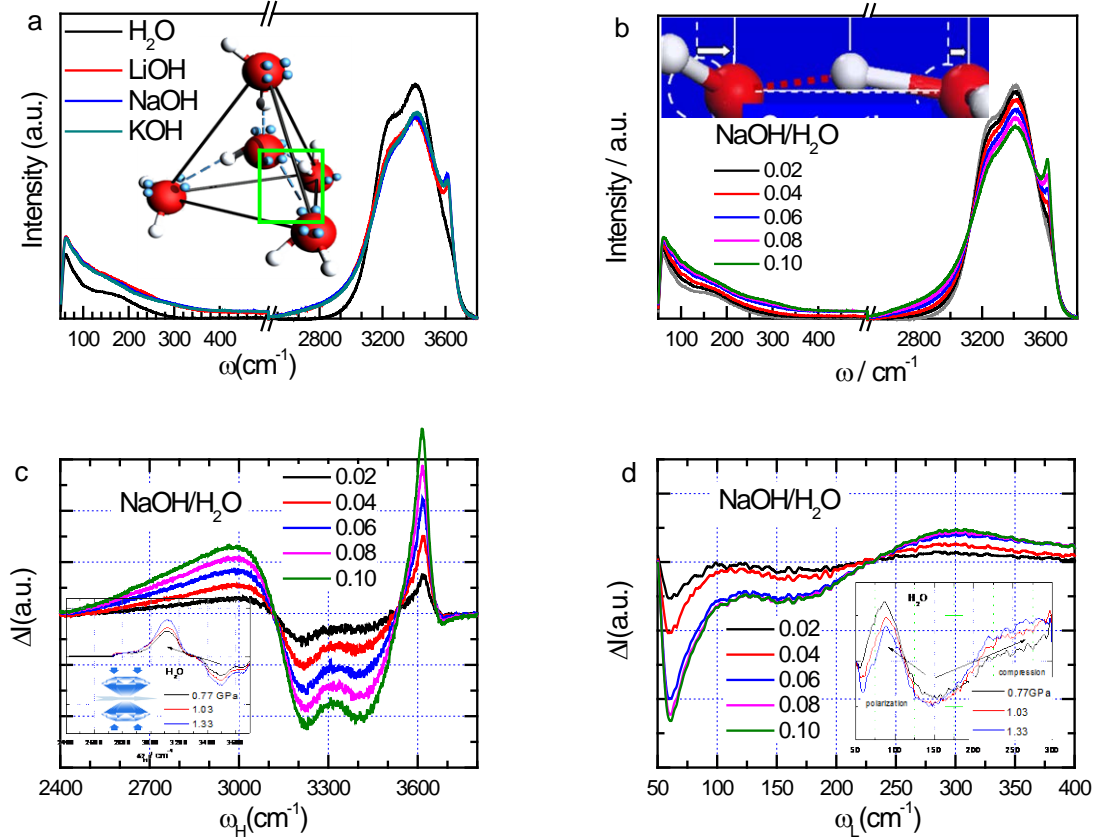 a
H2O
LiOH
NaOH
KOH
Intensity (a.u.)
100 200 300 400 2800 3200 3600
ω(cm-1)
b
NaOH/H2O
0.02
0.04
0.06
0.08
0.10
Intensity / a.u.
100 200 300 400 2800 3200 3600
ω / cm-1
c
NaOH/H2O
0.02
0.04
0.06
0.08
0.10
ΔI(a.u.)
H2O
0.77 GPa
1.03
1.33
2400 2700 3000 3300 3600
ωH(cm-1)
d
NaOH/H2O
0.02
0.04
0.06
0.08
0.10
ΔI(a.u.)
H2O
compression
polarization
0.77GPa
1.03
1.33
50 100 150 200 250 300
50 100 150 200 250 300 350 400
ωL(cm-1)